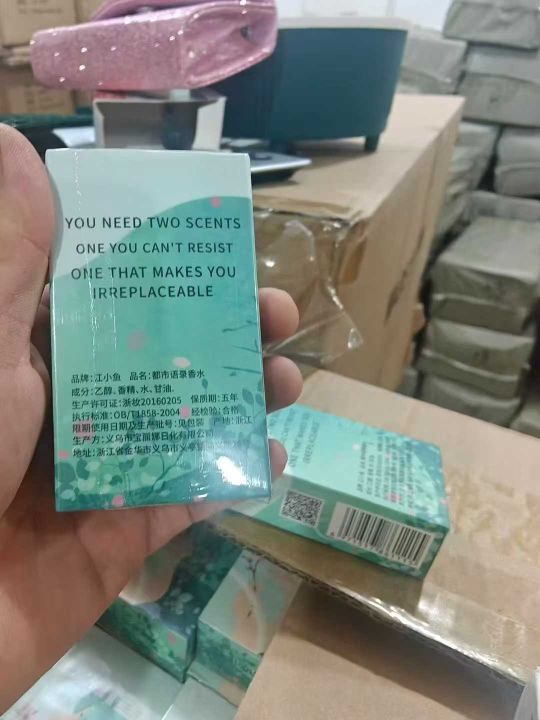 YOU NEED TWO SCENTS
ONE YOU CAN'T RESIST
ONE THAT MAKES YOU
IRREPLACEABLE
品牌:江小鱼 品名:都市语录香水
成分:乙醇、香精、水、甘油.
生产许可证:浙妆20160205 保质期:五年
执行标准:QB/T1858-2004 经检验:合格
限期使用日期及生产批号:见包装 产地:浙江
生产方:义乌市宝丽娜日化有限公司
地址:浙江省金华市义乌市义亭镇
IRREPLACEABLE